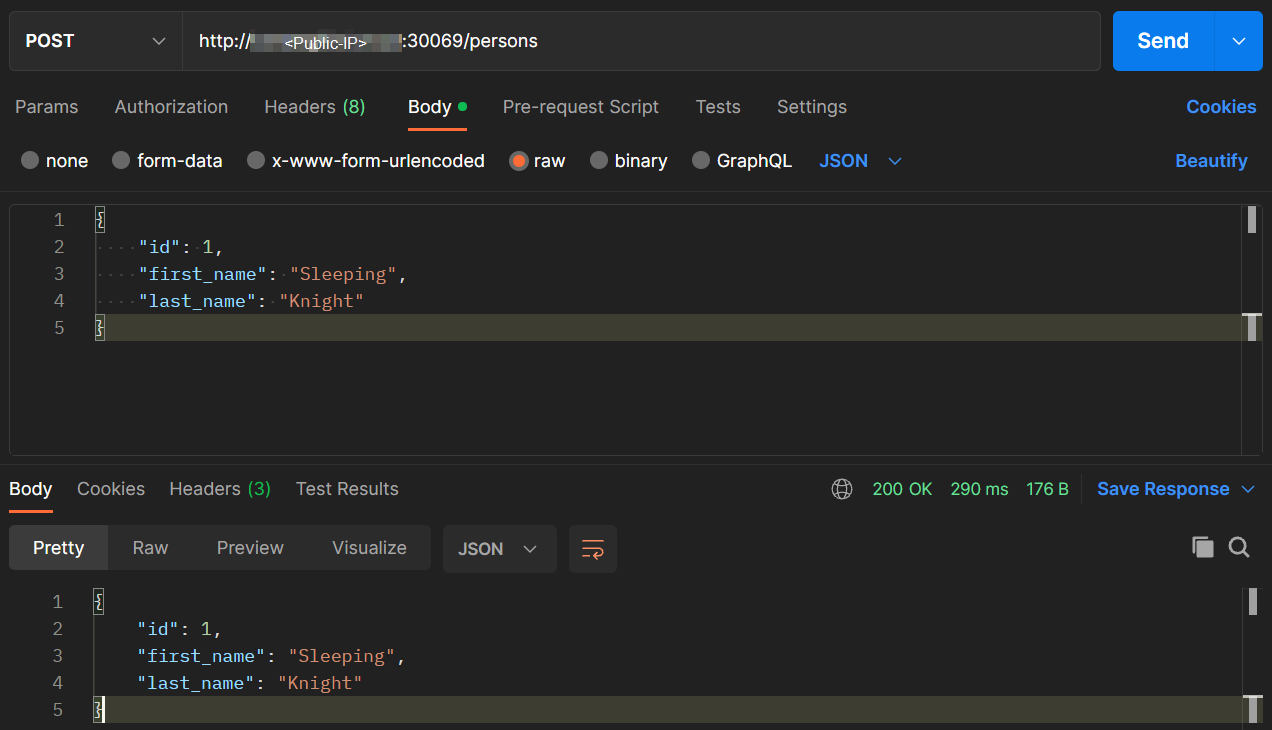 POST http://<Public-IP>:30069/persons Send
Params Authorization Headers (8) Body Pre-request Script Tests Settings Cookies
none form-data x-www-form-urlencoded raw binary GraphQL JSON Beautify
1 {
2 "id": 1,
3 "first_name": "Sleeping",
4 "last_name": "Knight"
5 }
Body Cookies Headers (3) Test Results 200 OK 290 ms 176 B Save Response
Pretty Raw Preview Visualize JSON
1 {
2 "id": 1,
3 "first_name": "Sleeping",
4 "last_name": "Knight"
5 }